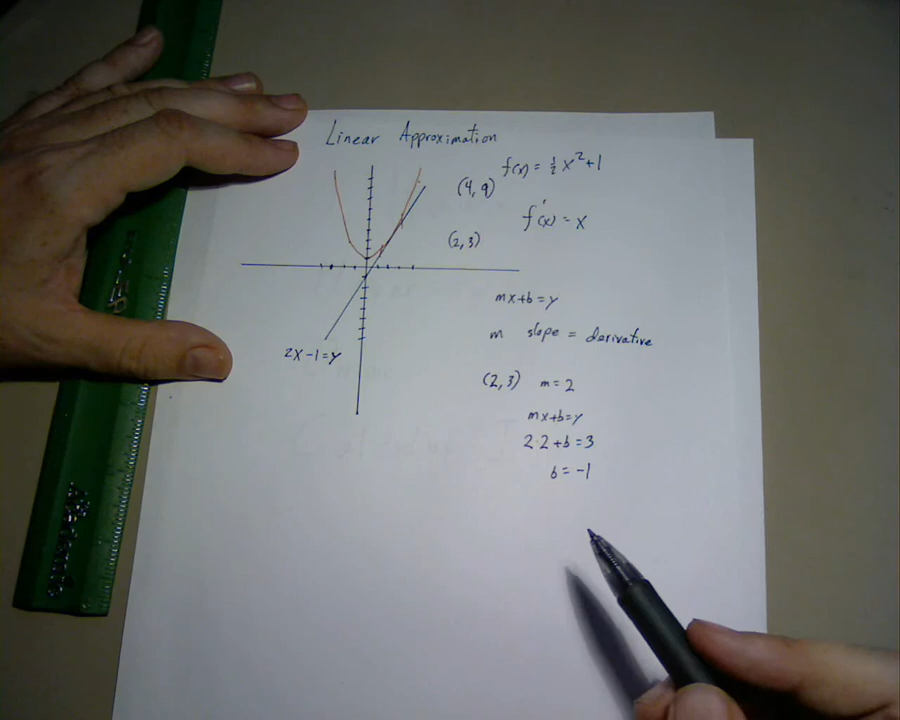 Linear Approximation
f(x) = ½ x² + 1
(4, 9)
f'(x) = x
(2, 3)
mx+b=y
m slope = derivative
2x-1=y
(2, 3) m = 2
mx+b=y
2·2+b=3
b = -1